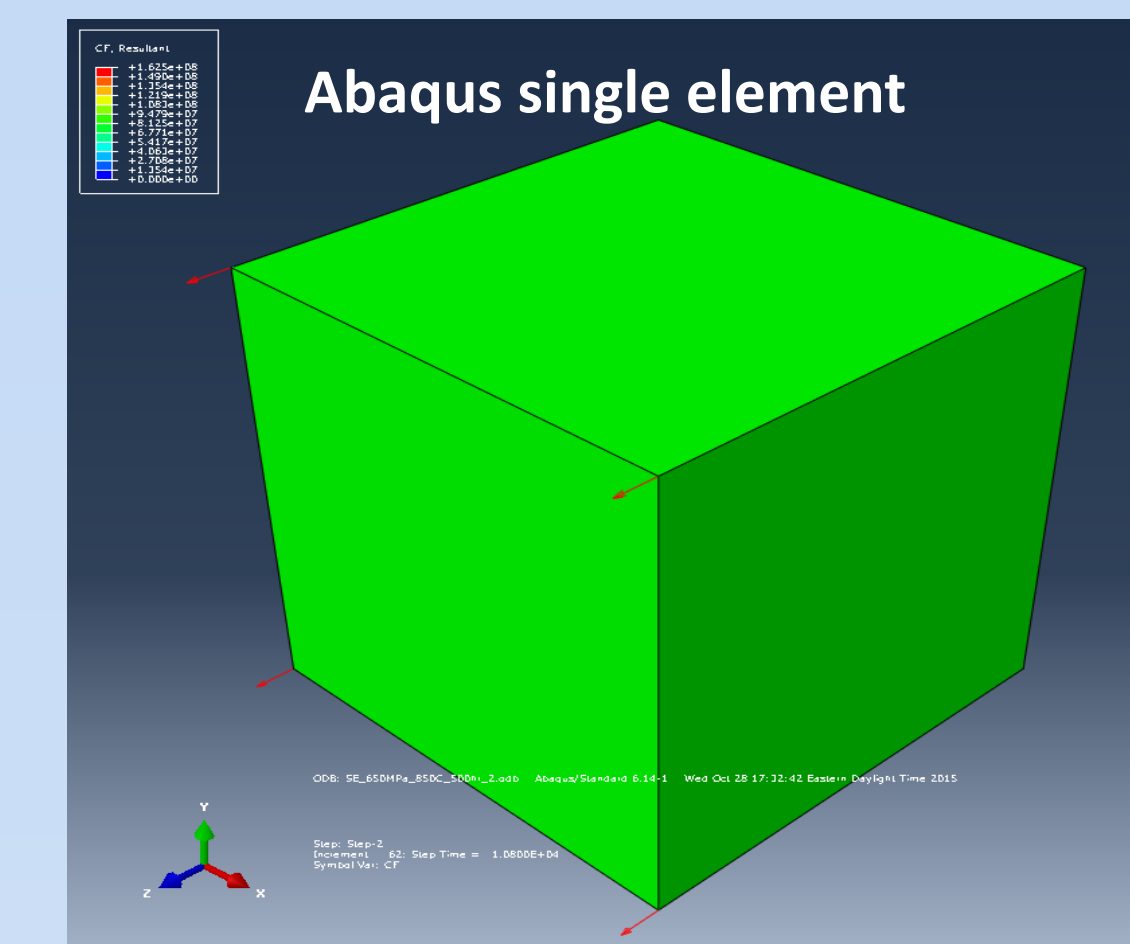 Abaqus single element
CF, Resultant
+1.625e+08
+1.490e+08
+1.354e+08
+1.219e+08
+1.083e+08
+9.479e+07
+8.125e+07
+6.771e+07
+5.417e+07
+4.063e+07
+2.708e+07
+1.354e+07
+0.000e+00
ODB: Abaqus/Standard 6.14-1 Wed Oct 28 17:32:42 Eastern Daylight Time 2015
Y
Z
X
Step: Step-2
Increment 62: Step Time = 1.0800E+04
Symbol Var: CF